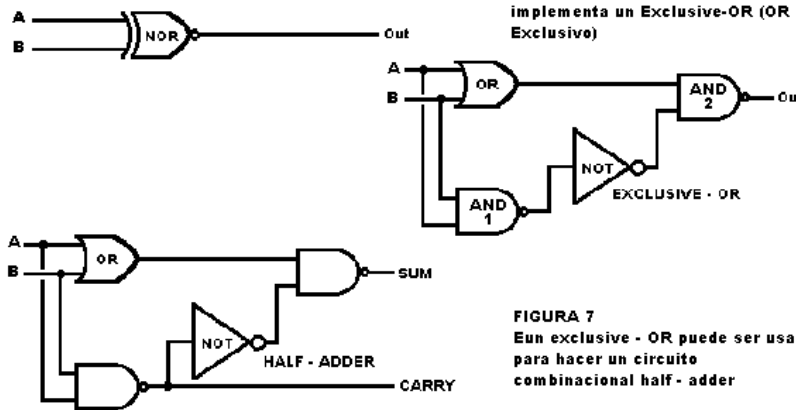 A
B
NOR
Out
implementa un Exclusive-OR (OR
Exclusivo)
A
B
OR
AND
2
Ou
NOT
AND
1
EXCLUSIVE - OR
A
B
OR
SUM
NOT
HALF - ADDER
CARRY
FIGURA 7
Eun exclusive - OR puede ser usa
para hacer un circuito
combinacional half - adder